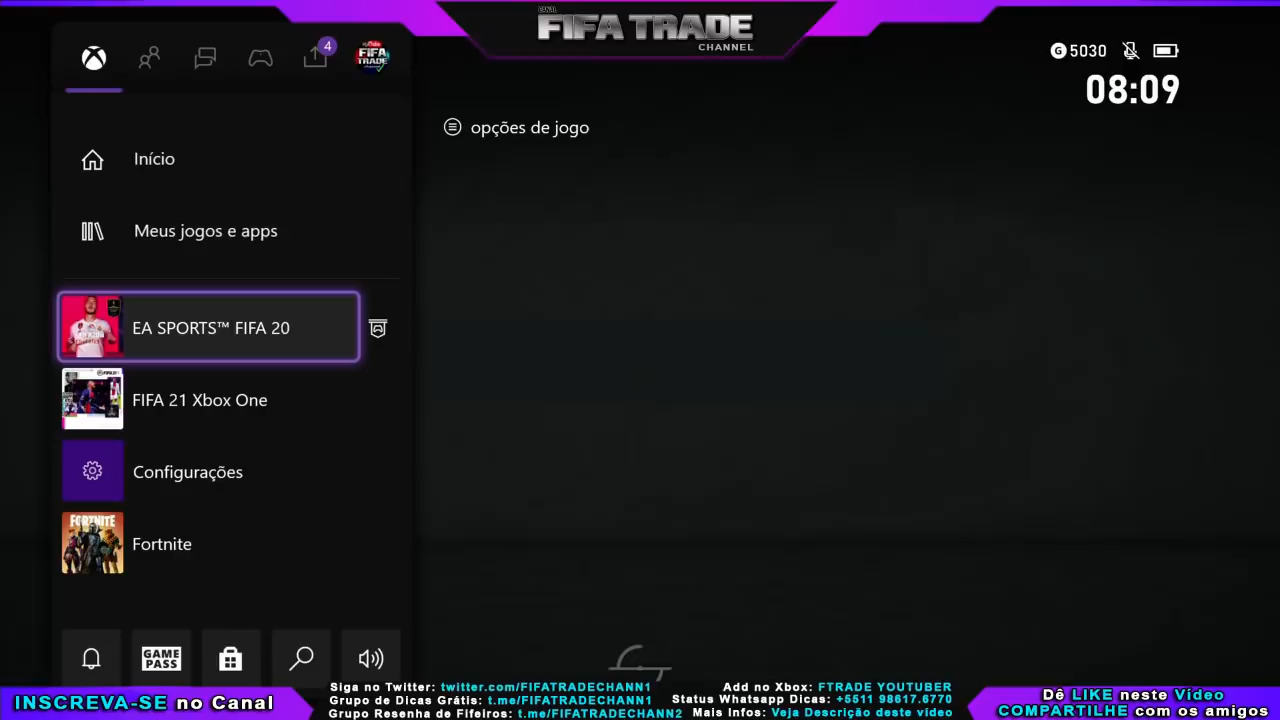 CANAL
FIFA TRADE
CHANNEL
4
G 5030
08:09
opções de jogo
Início
Meus jogos e apps
EA SPORTS™ FIFA 20
FIFA 21 Xbox One
Configurações
FORTNITE
Fortnite
GAME
PASS
INSCREVA-SE no Canal
Siga no Twitter: twitter.com/FIFATRADECHANN1
Grupo de Dicas Grátis: t.me/FIFATRADECHANN1
Grupo Resenha de Fifeiros: t.me/FIFATRADECHANN2
Add no Xbox: FTRADE YOUTUBER
Status Whatsapp Dicas: +5511 98617.6770
Mais Infos: Veja Descrição deste vídeo
Dê LIKE neste Vídeo
COMPARTILHE com os amigos